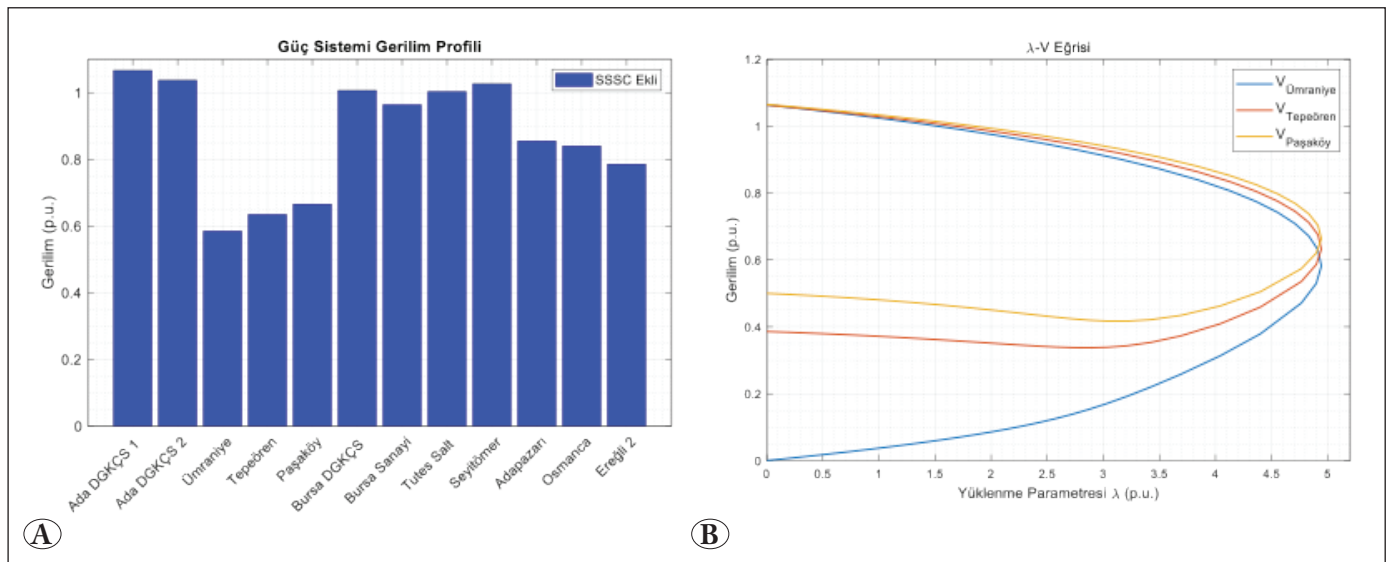 Güç Sistemi Gerilim Profili
SSSC Ekli
Gerilim (p.u.)
1
0.8
0.6
0.4
0.2
0
Ada DGKÇS 1
Ada DGKÇS 2
Ümraniye
Tepeören
Paşaköy
Bursa DGKÇS
Bursa Sanayi
Tutes Salt
Seyitömer
Adapazarı
Osmanca
Ereğli 2
A
λ-V Eğrisi
V Ümraniye
V Tepeören
V Paşaköy
Gerilim (p.u.)
1.2
1
0.8
0.6
0.4
0.2
0
0 0.5 1 1.5 2 2.5 3 3.5 4 4.5 5
Yüklenme Parametresi λ (p.u.)
B